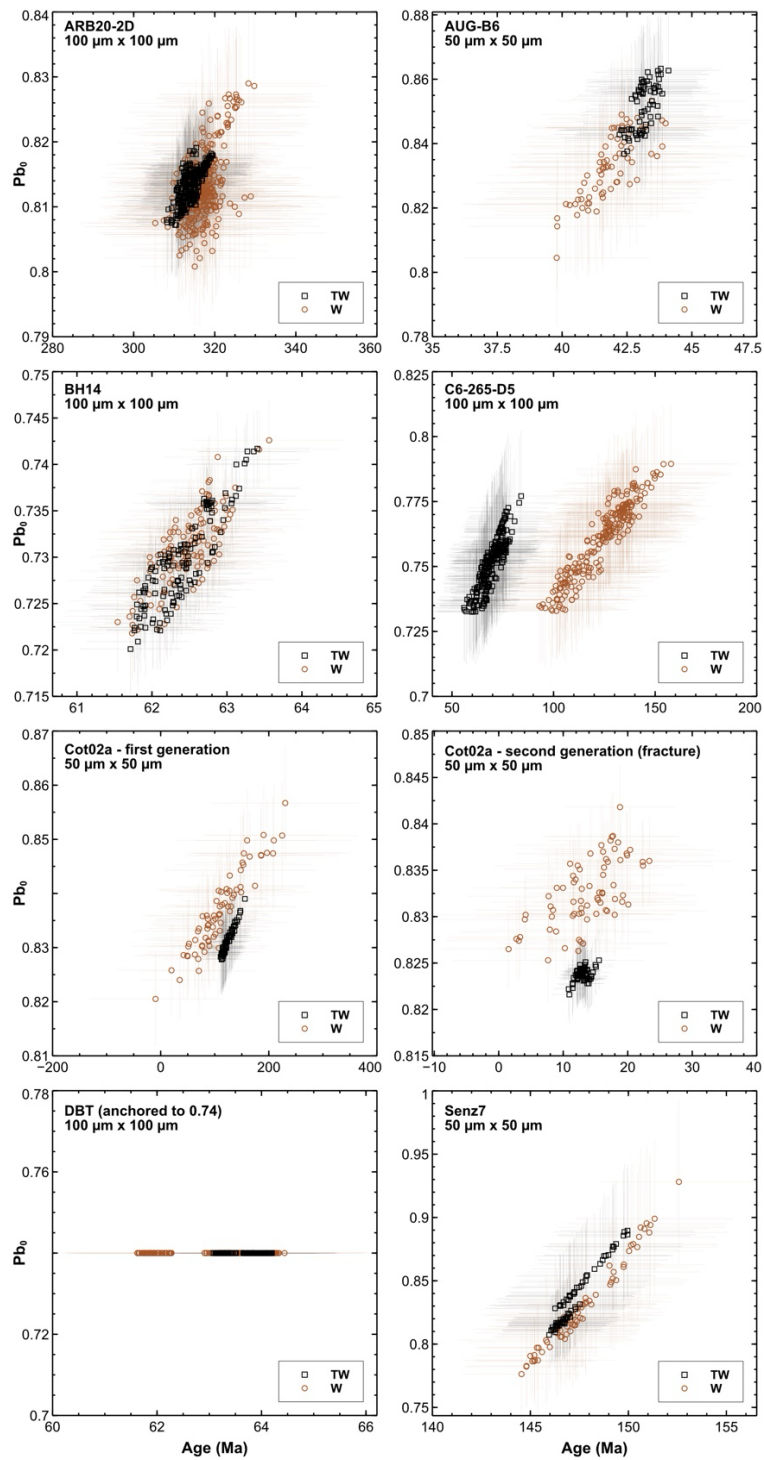 ARB20-2D
100 µm x 100 µm
0.84
0.83
0.82
0.81
0.8
0.79
Pb0
280
300
320
340
360
TW
W
AUG-B6
50 µm x 50 µm
0.88
0.86
0.84
0.82
0.8
0.78
35
37.5
40
42.5
45
47.5
TW
W
BH14
100 µm x 100 µm
0.75
0.745
0.74
0.735
0.73
0.725
0.72
0.715
Pb0
61
62
63
64
65
TW
W
C6-265-D5
100 µm x 100 µm
0.825
0.8
0.775
0.75
0.725
0.7
50
100
150
200
TW
W
Cot02a - first generation
50 µm x 50 µm
0.87
0.86
0.85
0.84
0.83
0.82
0.81
Pb0
−200
0
200
400
TW
W
Cot02a - second generation (fracture)
50 µm x 50 µm
0.85
0.845
0.84
0.835
0.83
0.825
0.82
0.815
−10
0
10
20
30
40
TW
W
DBT (anchored to 0.74)
100 µm x 100 µm
0.78
0.76
0.74
0.72
0.7
Pb0
60
62
64
66
Age (Ma)
TW
W
Senz7
50 µm x 50 µm
1
0.95
0.9
0.85
0.8
0.75
140
145
150
155
Age (Ma)
TW
W